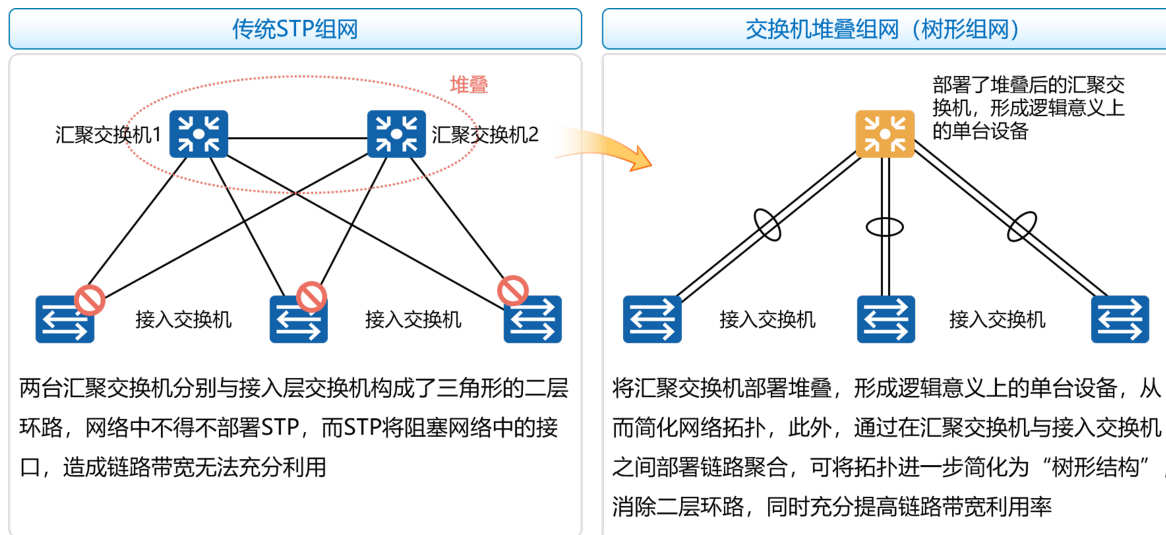 传统STP组网
堆叠
汇聚交换机1
汇聚交换机2
接入交换机
接入交换机
两台汇聚交换机分别与接入层交换机构成了三角形的二层
环路，网络中不得不部署STP，而STP将阻塞网络中的接
口，造成链路带宽无法充分利用
交换机堆叠组网（树形组网）
部署了堆叠后的汇聚交
换机，形成逻辑意义上
的单台设备
接入交换机
接入交换机
将汇聚交换机部署堆叠，形成逻辑意义上的单台设备，从
而简化网络拓扑，此外，通过在汇聚交换机与接入交换机
之间部署链路聚合，可将拓扑进一步简化为“树形结构”，
消除二层环路，同时充分提高链路带宽利用率